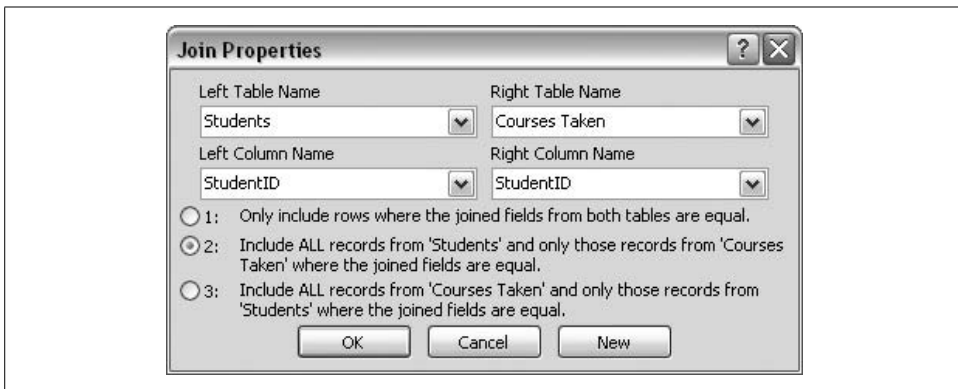 Join Properties
Left Table Name
Right Table Name
Students
Courses Taken
Left Column Name
Right Column Name
StudentID
StudentID
1: Only include rows where the joined fields from both tables are equal.
2: Include ALL records from 'Students' and only those records from 'Courses
Taken' where the joined fields are equal.
3: Include ALL records from 'Courses Taken' and only those records from
'Students' where the joined fields are equal.
OK
Cancel
New